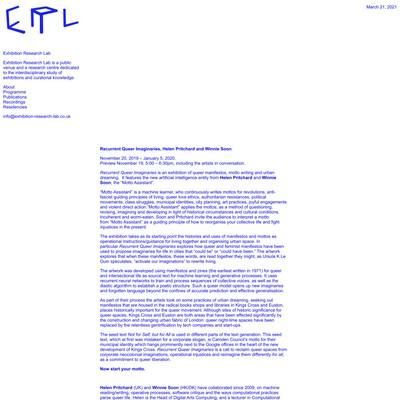 ERL
March 21, 2021
Exhibition Research Lab
Exhibition Research Lab is a public
venue and a research centre dedicated
to the interdisciplinary study of
exhibitions and curatorial knowledge.
About
Programme
Publications
Recordings
Residencies
info@exhibition-research-lab.co.uk
Recurrent Queer Imaginaries, Helen Pritchard and Winnie Soon
November 20, 2019 – January 5, 2020.
Preview November 19, 5:00 – 6:30pm, including the artists in conversation.
Recurrent Queer Imaginaries is an exhibition of queer manifestos, motto writing and urban
dreaming. It features the new artificial intelligence entity from Helen Pritchard and Winnie
Soon, the "Motto Assistant".
"Motto Assistant" is a machine learner, who continuously writes mottos for revolutions, anti-
fascist guiding principles of living, queer love ethics, authoritarian resistances, political
movements, class struggles, municipal identities, city planning, art practices, joyful engagements
and violent direct action. "Motto Assistant" applies the mottos, as a method of questioning,
revising, imagining and developing in light of historical circumstances and cultural conditions.
Incoherent and worm-eaten, Soon and Pritchard invite the audience to interpret a motto
from "Motto Assistant" as a guiding principle of how to reorganise your collective life and fight
injustices in the present.
The exhibition takes as its starting point the histories and uses of manifestos and mottos as
operational instructions/guidance for living together and organising urban space. In
particular Recurrent Queer Imaginaries explores how queer and feminist manifestos have been
used to propose imaginaries for life or cities that "could be" or "could have been." The artwork
explores that when these manifestos, these words, are read together they might, as Ursula K Le
Guin speculates, "activate our imaginations" to rewrite living.
The artwork was developed using manifestos and zines (the earliest written in 1971) for queer
and intersectional life as source text for machine learning and generative processes. It uses
recurrent neural networks to train and process sequences of collective voices, as well as the
diastic algorithm to establish a poetic structure. Such a queer model opens up new imaginaries
and forgotten language beyond the confines of accurate prediction and effective generalisation.
As part of their process the artists took on some practices of urban dreaming, seeking out
manifestos that are housed in the radical books shops and libraries in Kings Cross and Euston,
places historically important for the queer movement. Although sites of historic significance for
queer spaces, Kings Cross and Euston are both areas that have been effected significantly by
the construction and changing urban fabric of London: queer night-time spaces have been
replaced by the relentless gentrification by tech companies and start-ups.
The seed text Not for Self, but for All is used in different parts of the text generation. This seed
text, which at first was mistaken for a corporate slogan, is Camden Council's motto for their
municipal identity which hangs prominently next to the Google offices in the heart of the new
development of Kings Cross. Recurrent Queer Imaginaries is a call to reclaim queer spaces from
corporate neocolonial imaginations, operational injustices and reimagine them differently for all,
as a commitment to queer liberation.
Now start your motto.
Helen Pritchard (UK) and Winnie Soon (HK/DK) have collaborated since 2009, on machine
reading/writing, operative processes, software critique and the ways computational practices
parse queer life. Helen is the Head of Digital Arts Computing, and a lecturer in Computational